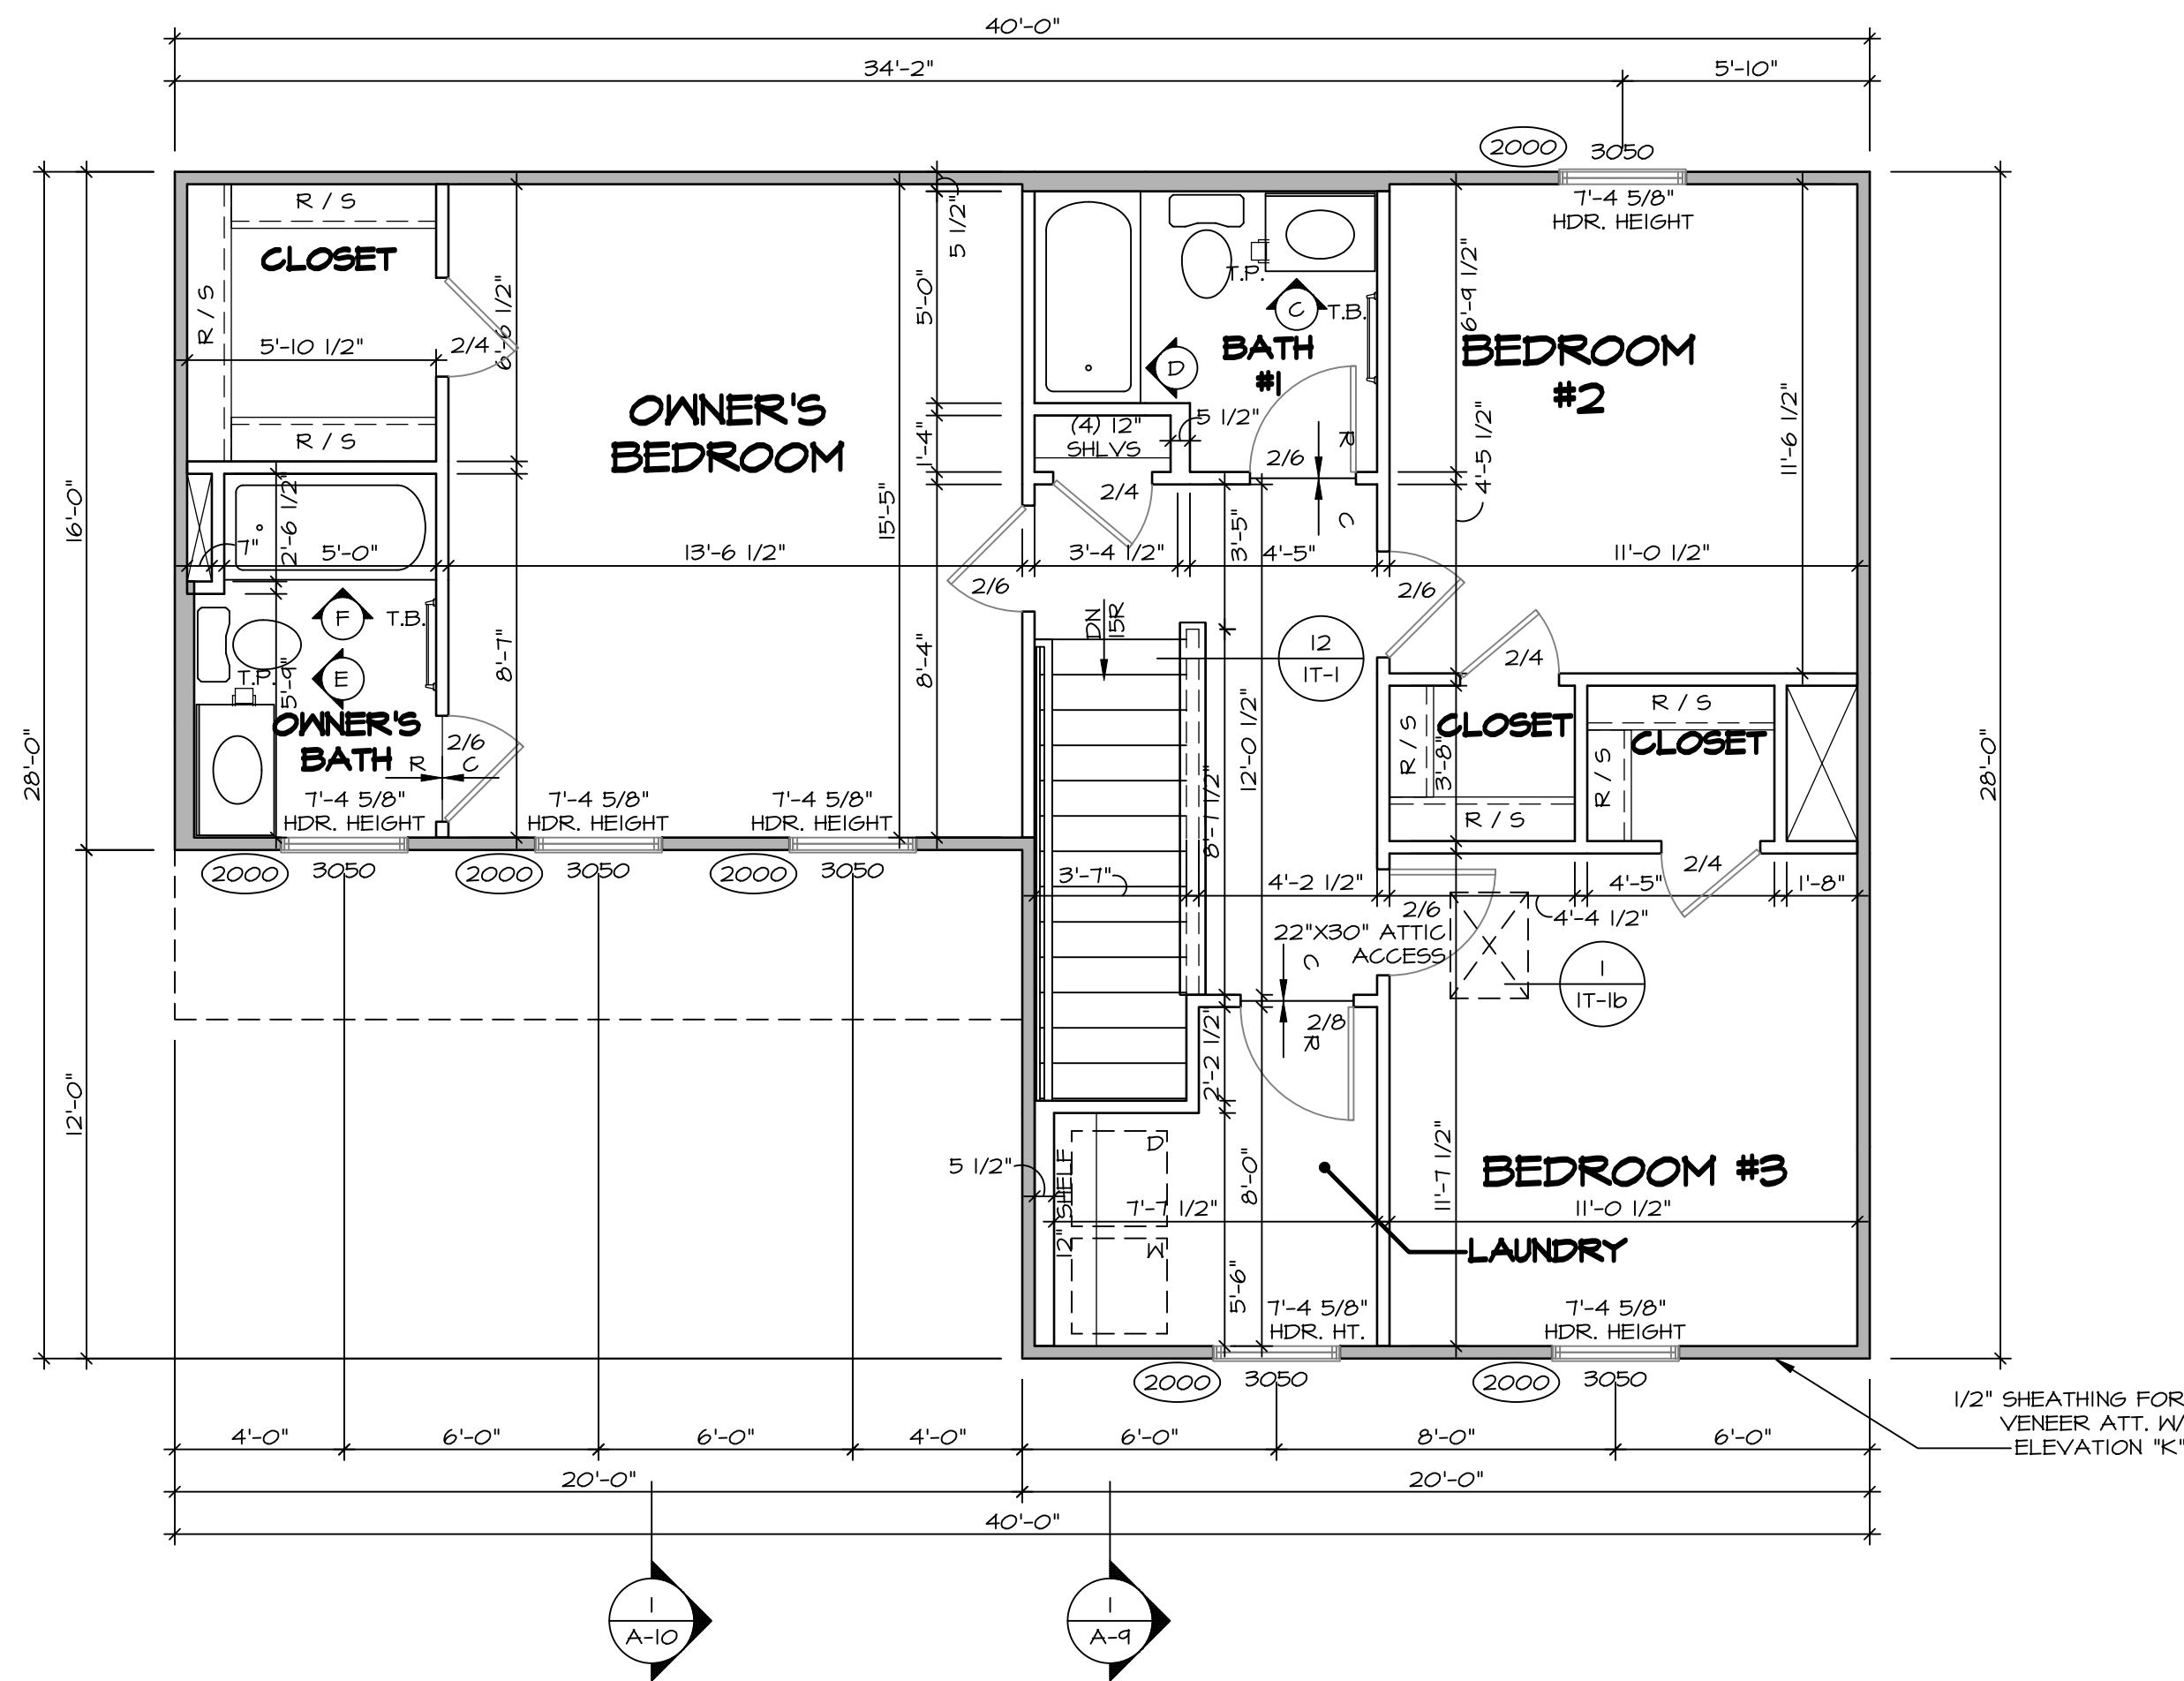 40'-0"
34'-2"
5'-10"
2000
3050
7'-4 5/8"
HDR. HEIGHT
R / S
CLOSET
R / S
5'-10 1/2"
2/4
6'-6 1/2"
R / S
OWNER'S
BEDROOM
5 1/2"
5'-0"
1'-4"
15'-5"
T.P.
C
T.B.
D
BATH
#1
(4) 12"
SHLVS
5 1/2"
2/6
R
C
2/4
6'-9 1/2"
BEDROOM
#2
4'-5 1/2"
11'-6 1/2"
16'-0"
28'-0"
12'-0"
7"
2'-6 1/2"
5'-0"
13'-6 1/2"
3'-4 1/2"
3'-5"
4'-5"
11'-0 1/2"
2/6
2/6
F
T.B.
E
T.P.
5'-9"
OWNER'S
BATH
2/6
R
C
8'-7"
8'-4"
DN
15R
12
1T-1
2/4
12'-0 1/2"
8'-7 1/2"
R / S
CLOSET
3'-8"
R / S
R / S
CLOSET
R / S
28'-0"
7'-4 5/8"
HDR. HEIGHT
7'-4 5/8"
HDR. HEIGHT
7'-4 5/8"
HDR. HEIGHT
2000
3050
2000
3050
2000
3050
3'-7"
4'-2 1/2"
2/4
4'-5"
1'-8"
2/6
4'-4 1/2"
22"X30" ATTIC
ACCESS
X
1
1T-1b
C
2/8
R
2'-2 1/2"
D
5 1/2"
12" SHELF
7'-7 1/2"
8'-0"
11'-7 1/2"
BEDROOM #3
11'-0 1/2"
W
LAUNDRY
5'-6"
7'-4 5/8"
HDR. HT.
7'-4 5/8"
HDR. HEIGHT
2000
3050
2000
3050
1/2" SHEATHING FOR
VENEER ATT. W/
ELEVATION "K"
4'-0"
6'-0"
6'-0"
4'-0"
6'-0"
8'-0"
6'-0"
20'-0"
20'-0"
40'-0"
1
A-10
1
A-9